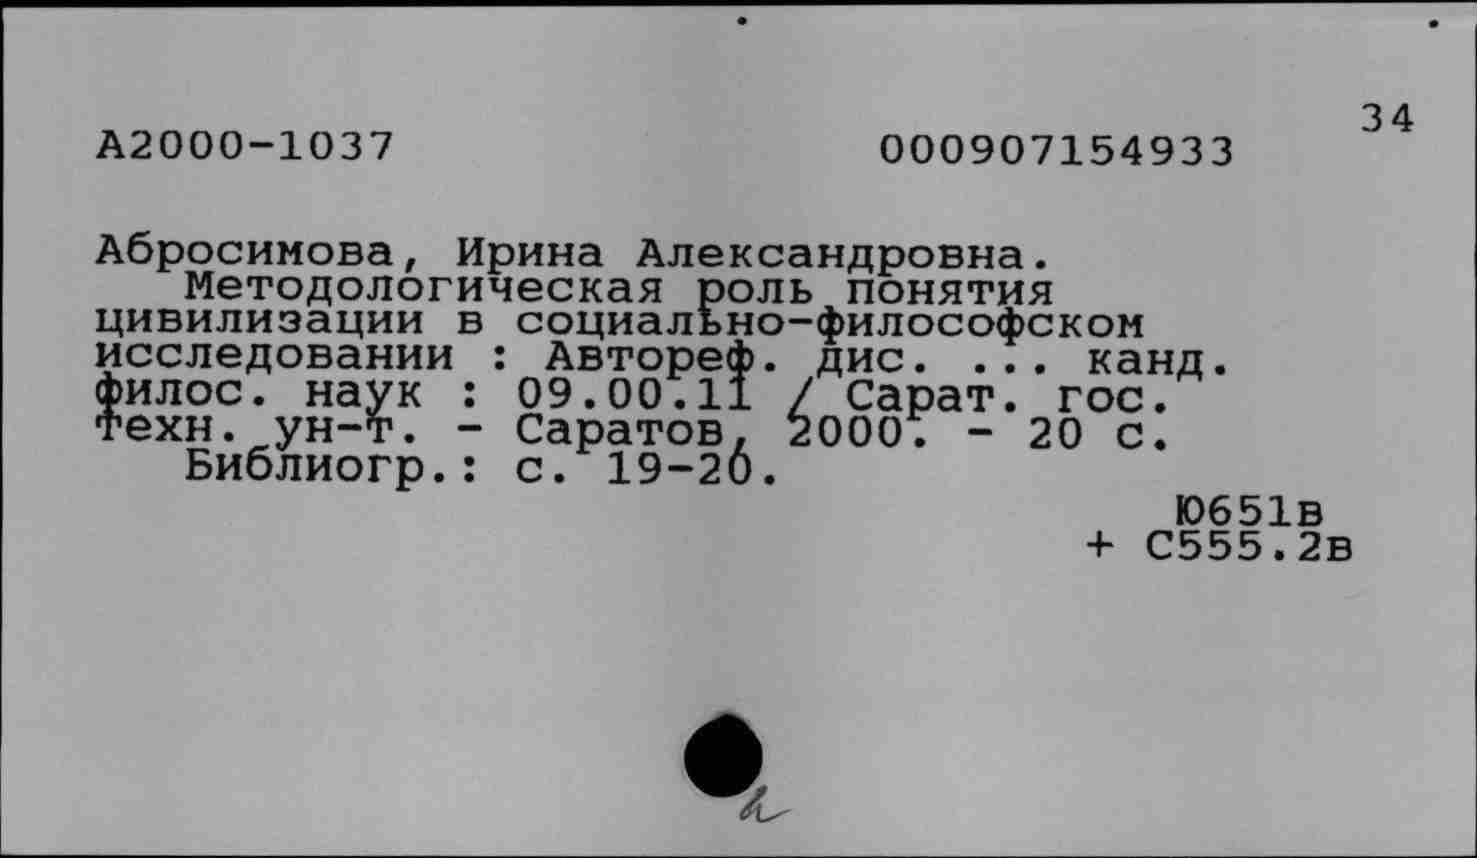 34
А2000-1037 000907154933
Абросимова, Ирина Александровна.
Методологическая роль понятия
цивилизации в социально-философском
исследовании : Автореф. дис. ... канд.
филос. наук : 09.00.11 / Сарат. гос.
техн. ун-т. - Саратов, 2000. - 20 с.
Библиогр.: с. 19-20.
Ю651в
+ С555.2в